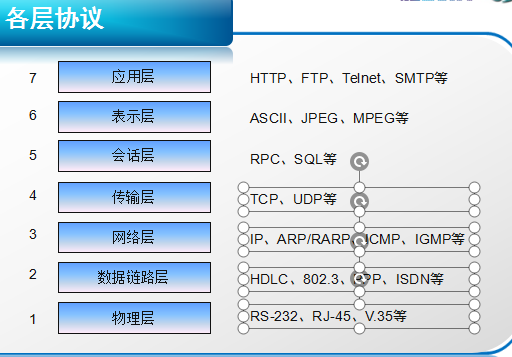 各层协议
7 应用层 HTTP、FTP、Telnet、SMTP等
6 表示层 ASCII、JPEG、MPEG等
5 会话层 RPC、SQL等
4 传输层 TCP、UDP等
3 网络层 IP、ARP/RARP、ICMP、IGMP等
2 数据链路层 HDLC、802.3、PPP、ISDN等
1 物理层 RS-232、RJ-45、V.35等